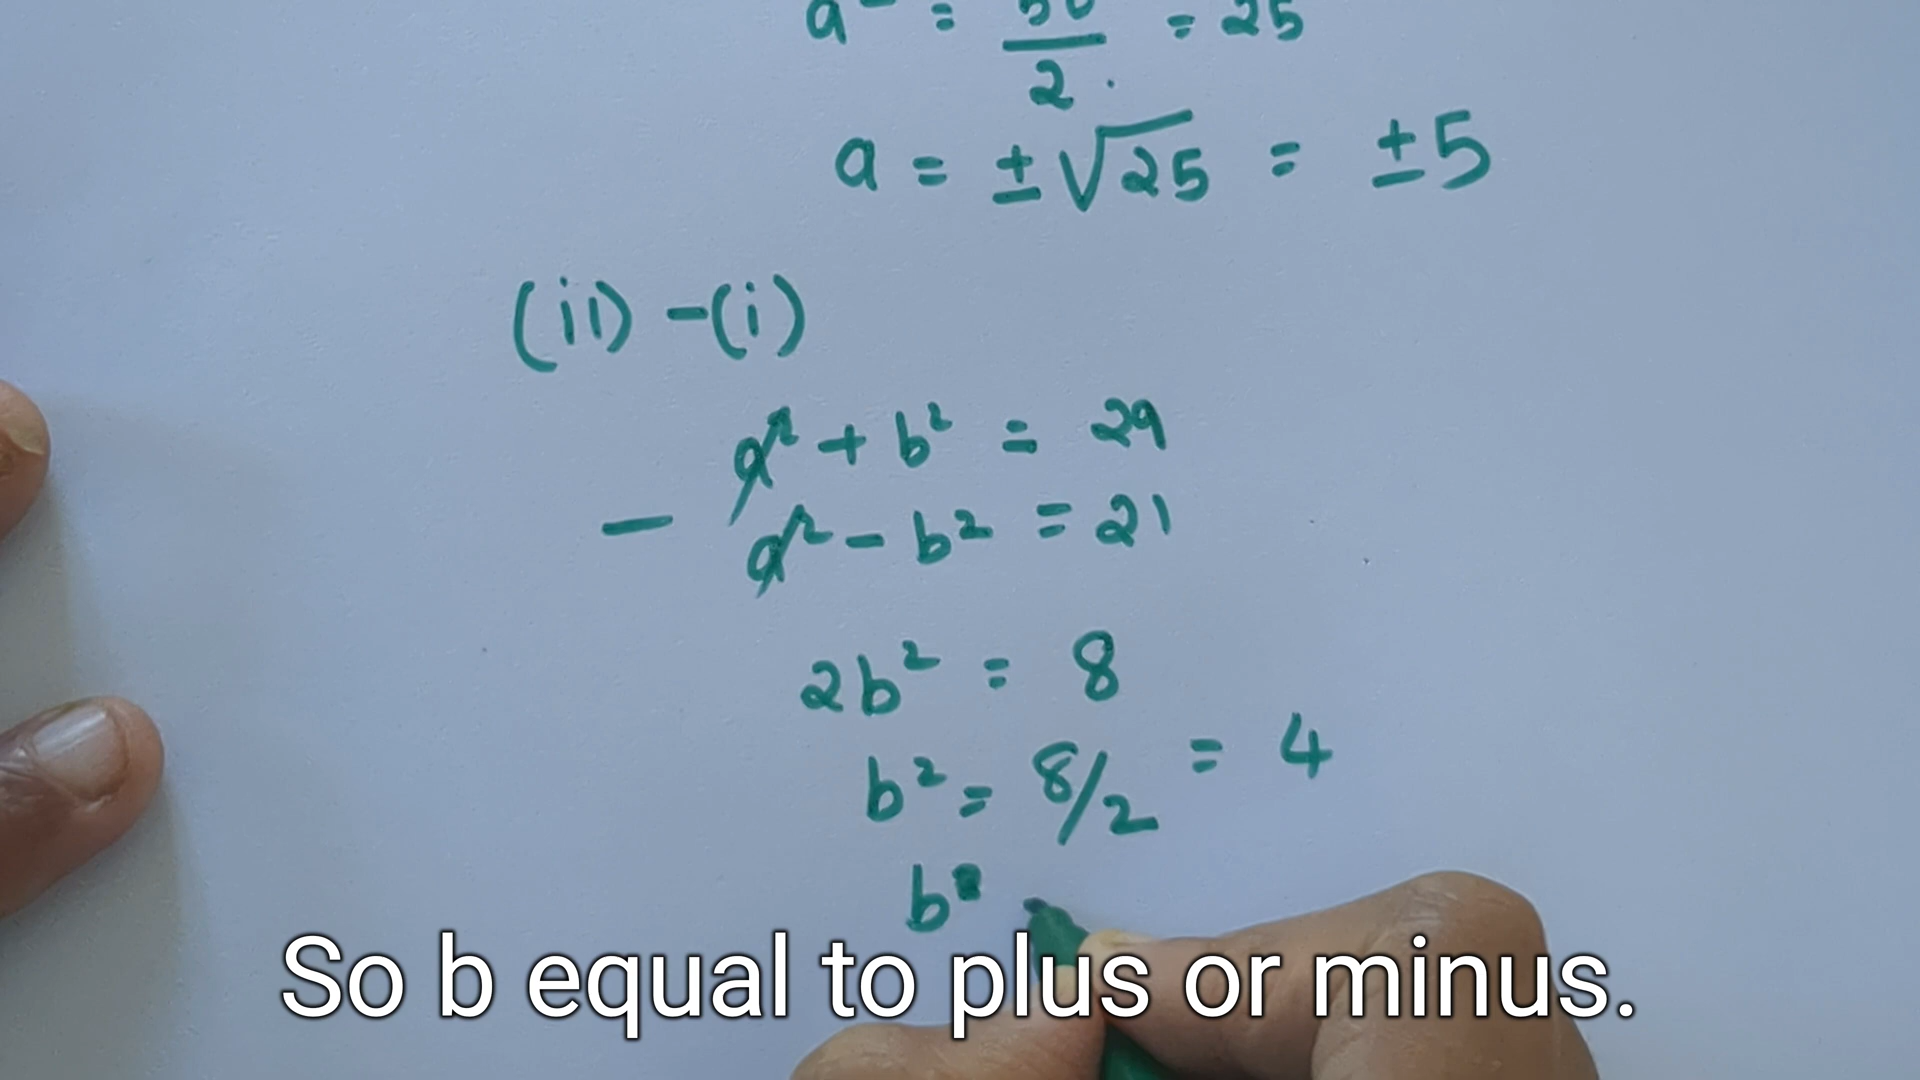 a² = 50/2 = 25
a = ±√25 = ±5
(ii) - (i)
a² + b² = 29
- a² - b² = 21
2b² = 8
b² = 8/2 = 4
b
So b equal to plus or minus.